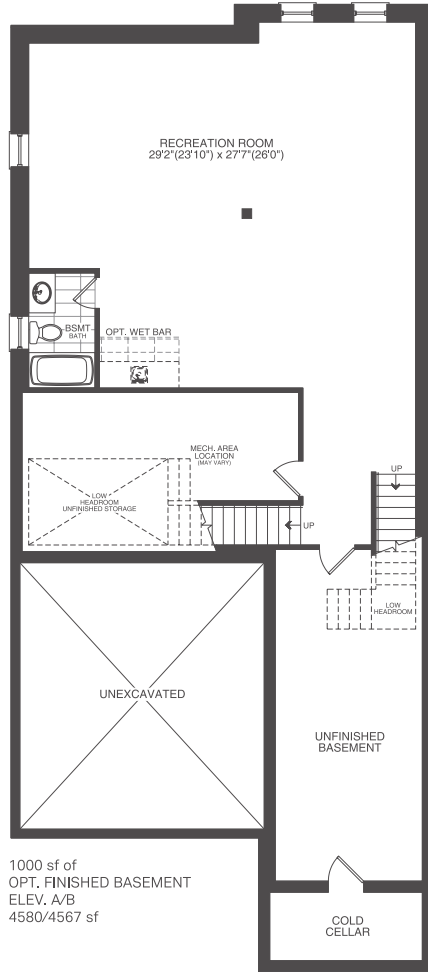 RECREATION ROOM
29'2"(23'10") x 27'7"(26'0")
BSMT
BATH
OPT. WET BAR
MECH. AREA
LOCATION
(MAY VARY)
LOW
HEADROOM
UNFINISHED STORAGE
UP
UP
LOW
HEADROOM
UNEXCAVATED
UNFINISHED
BASEMENT
1000 sf of
OPT. FINISHED BASEMENT
ELEV. A/B
4580/4567 sf
COLD
CELLAR